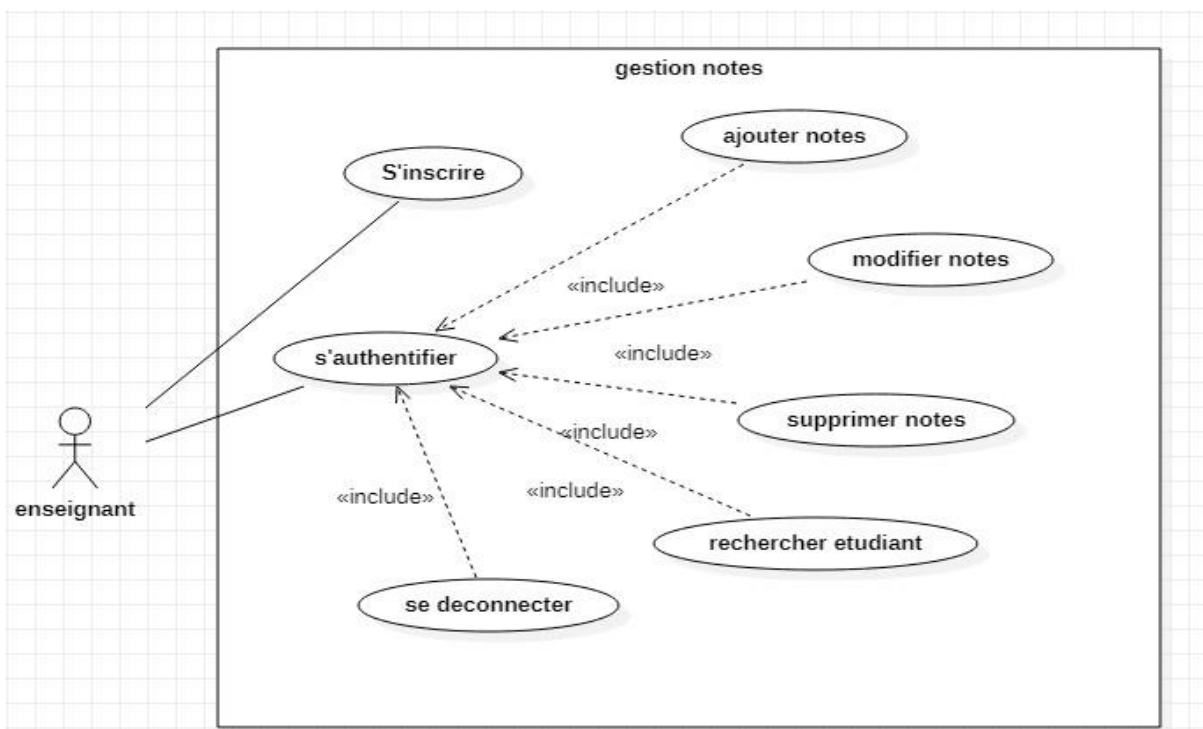 gestion notes
ajouter notes
S'inscrire
modifier notes
«include»
«include»
s'authentifier
supprimer notes
«include»
«include»
«include»
enseignant
rechercher etudiant
se deconnecter